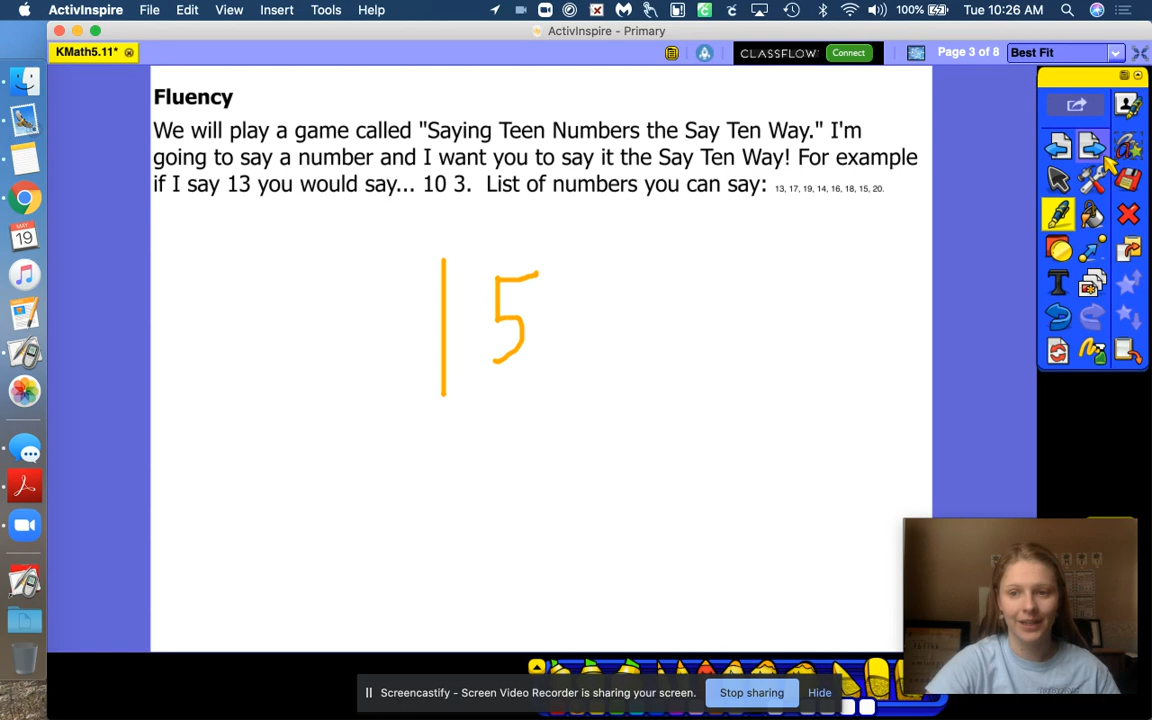 ActivInspire File Edit View Insert Tools Help 100% Tue 10:26 AM
ActivInspire - Primary
KMath5.11* CLASSFLOW Connect Page 3 of 8 Best Fit
Fluency
We will play a game called "Saying Teen Numbers the Say Ten Way." I'm
going to say a number and I want you to say it the Say Ten Way! For example
if I say 13 you would say... 10 3. List of numbers you can say: 13, 17, 19, 14, 16, 18, 15, 20.
MAY
19
15
Screencastify - Screen Video Recorder is sharing your screen. Stop sharing Hide